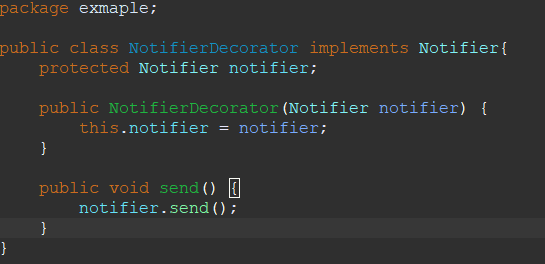 package exmaple;
public class NotifierDecorator implements Notifier{
protected Notifier notifier;
public NotifierDecorator(Notifier notifier) {
this.notifier = notifier;
}
public void send() {
notifier.send();
}
}